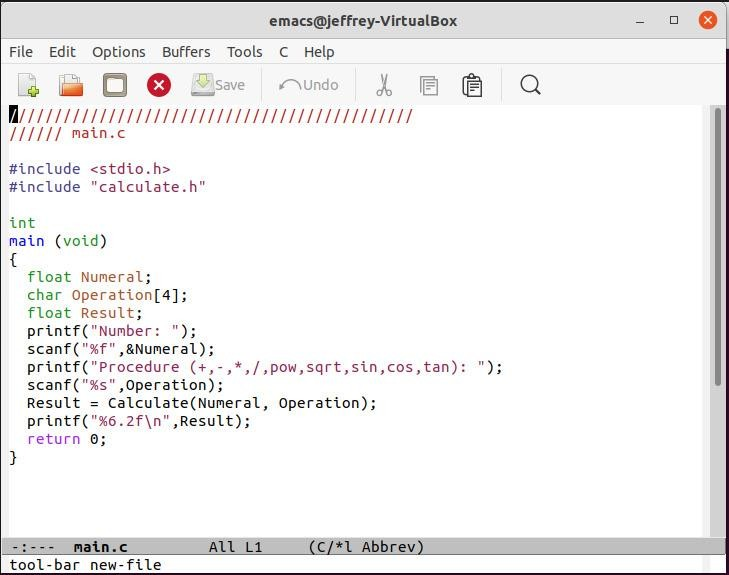 emacs@jeffrey-VirtualBox
File Edit Options Buffers Tools C Help
Save Undo
/////////////////////////////////////////////
////// main.c
#include <stdio.h>
#include "calculate.h"
int
main (void)
{
  float Numeral;
  char Operation[4];
  float Result;
  printf("Number: ");
  scanf("%f",&Numeral);
  printf("Procedure (+,-,*,/,pow,sqrt,sin,cos,tan): ");
  scanf("%s",Operation);
  Result = Calculate(Numeral, Operation);
  printf("%6.2f\n",Result);
  return 0;
}
-:--- main.c All L1 (C/*l Abbrev)
tool-bar new-file